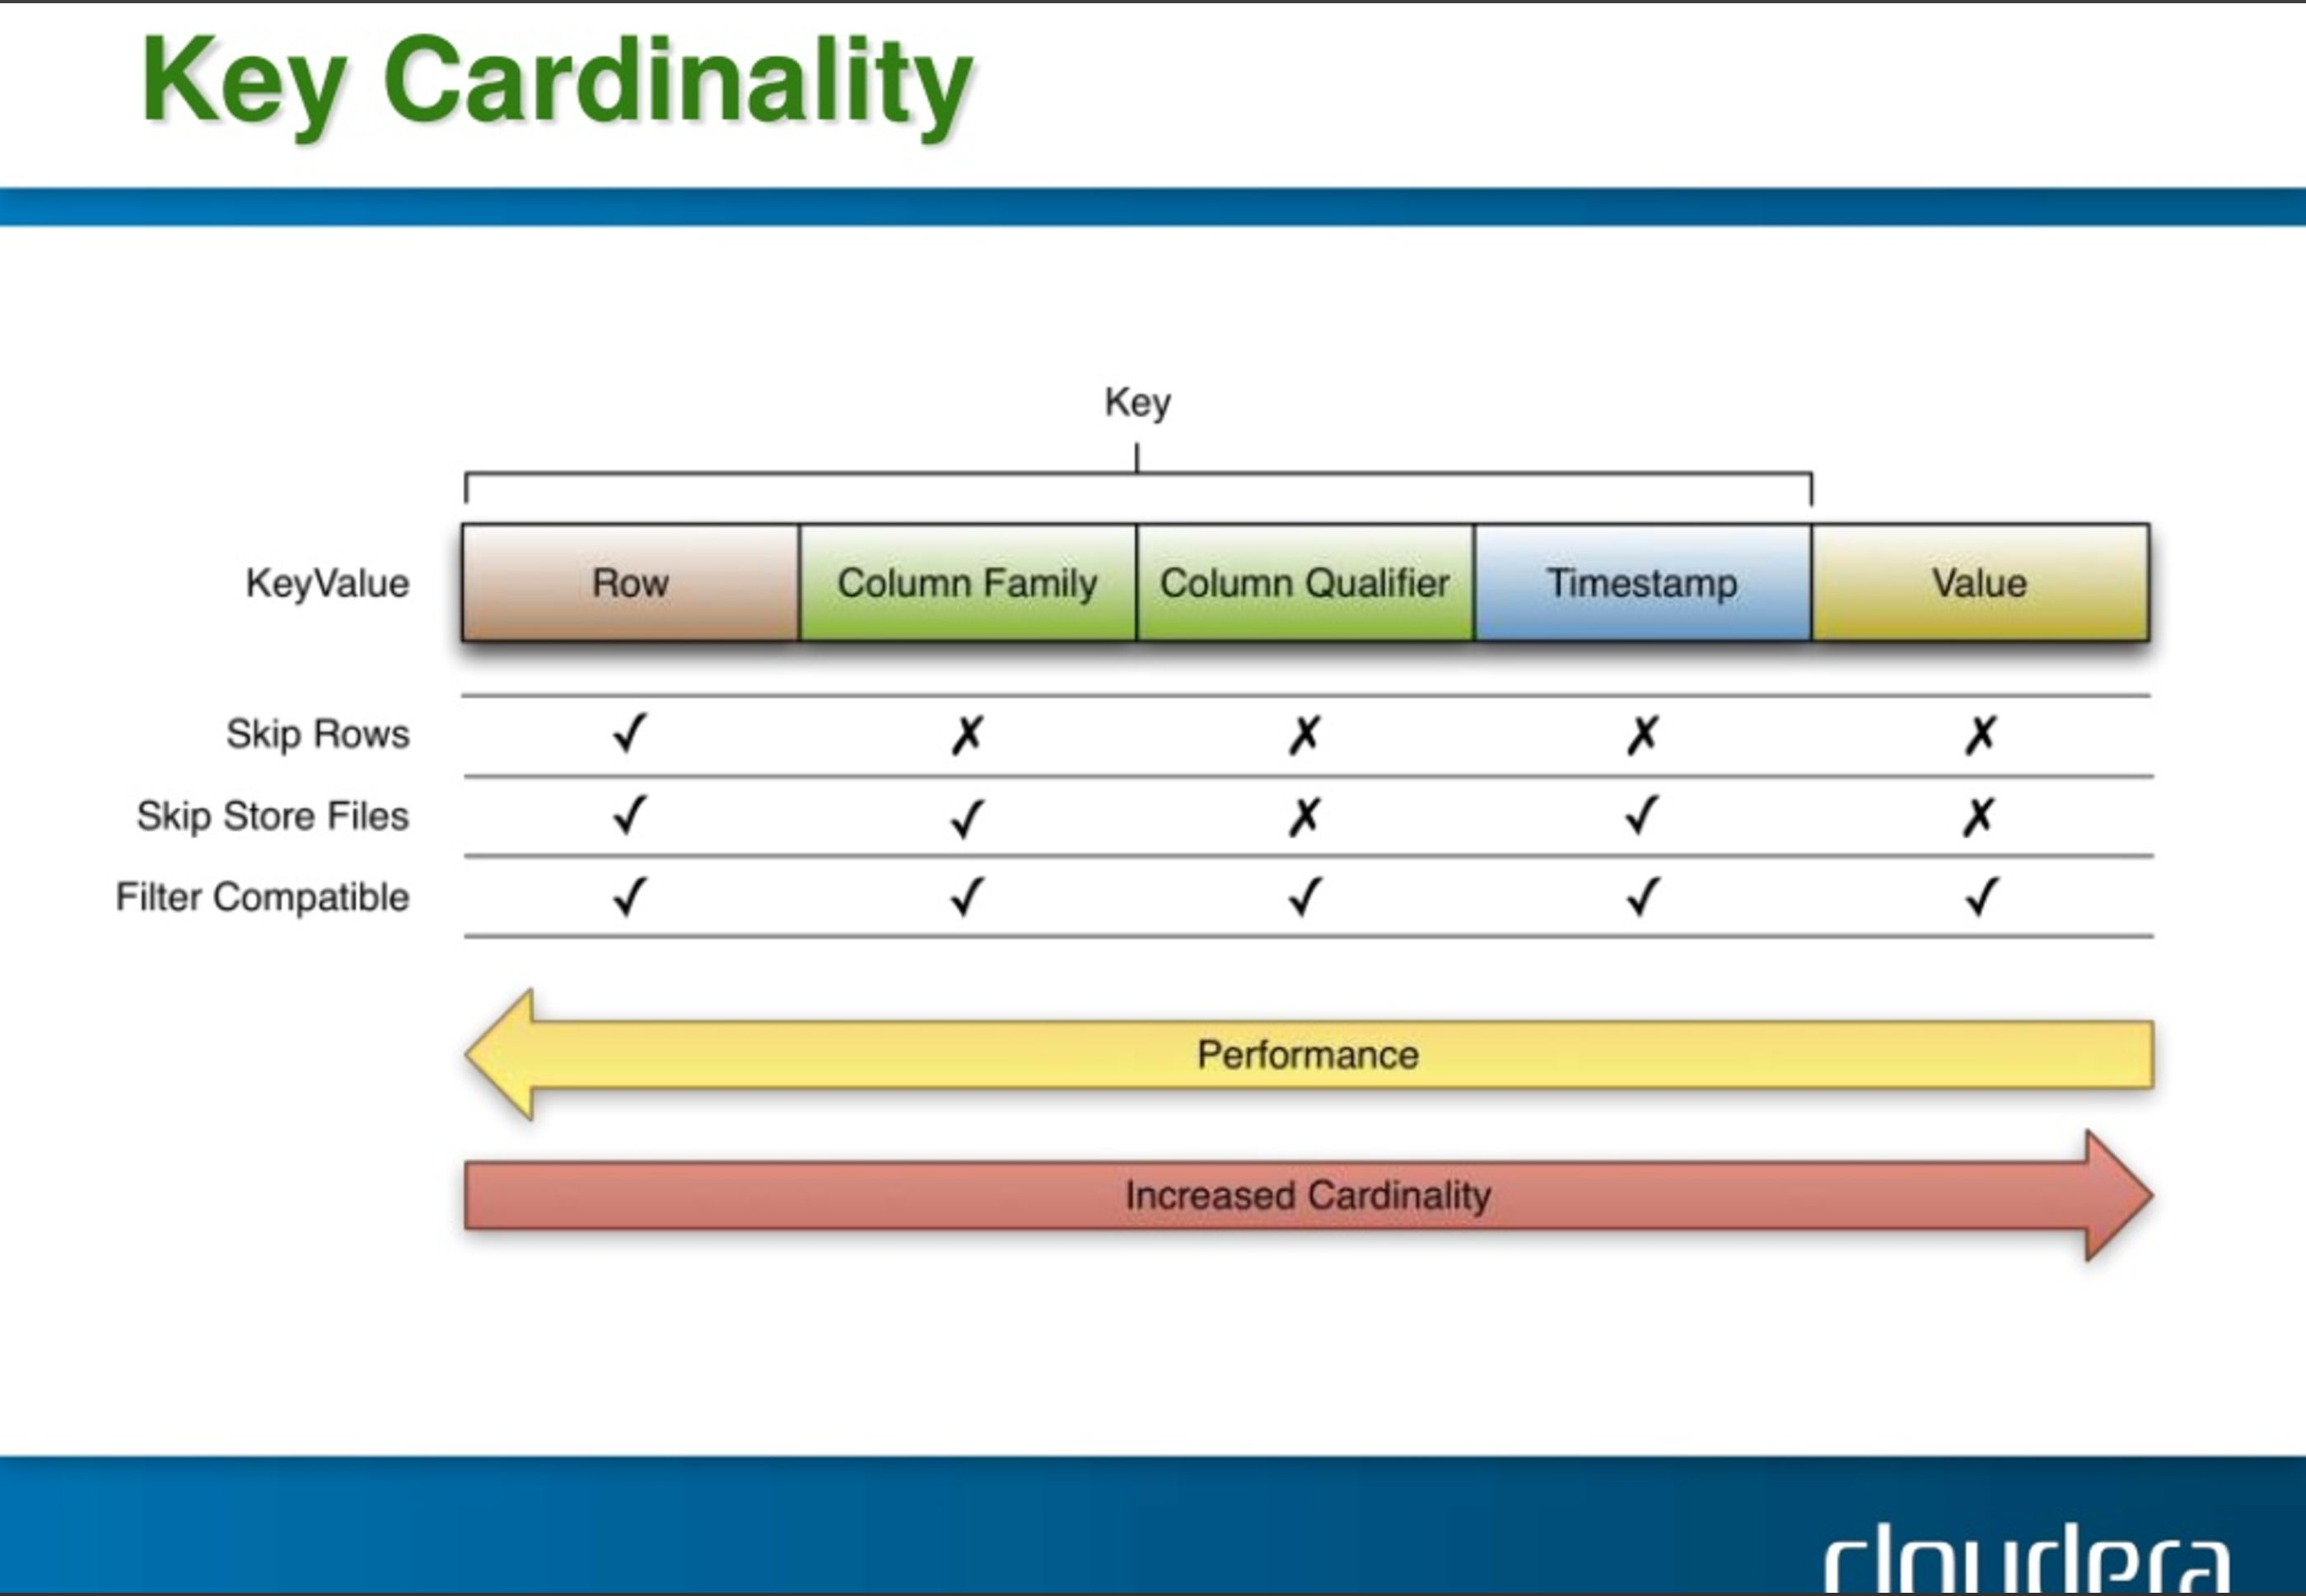 Key Cardinality
Key
KeyValue Row Column Family Column Qualifier Timestamp Value
Skip Rows ✓ ✗ ✗ ✗ ✗
Skip Store Files ✓ ✓ ✗ ✓ ✗
Filter Compatible ✓ ✓ ✓ ✓ ✓
Performance
Increased Cardinality
cloudera